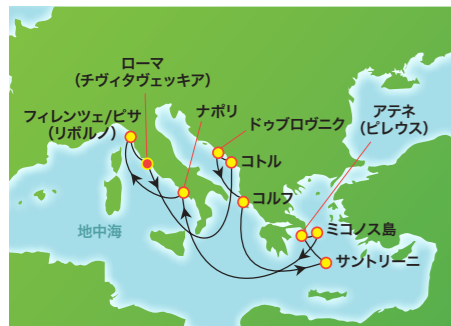 ローマ
(チヴィタヴェッキア)
フィレンツェ/ピサ
(リボルノ)
ナポリ
ドゥブロヴニク
アテネ
(ピレウス)
コトル
コルフ
ミコノス島
地中海
サントリーニ